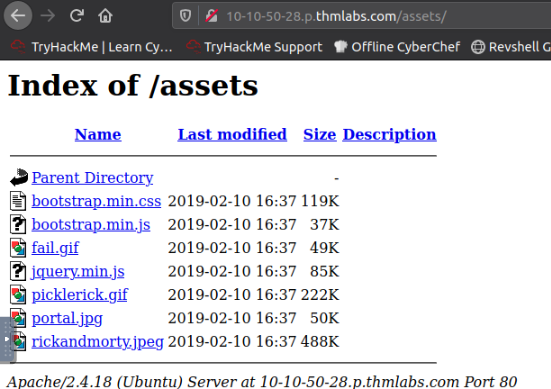 10-10-50-28.p.thmlabs.com/assets/
TryHackMe | Learn Cy… TryHackMe Support Offline CyberChef Revshell G
Index of /assets
Name Last modified Size Description
Parent Directory -
bootstrap.min.css 2019-02-10 16:37 119K
bootstrap.min.js 2019-02-10 16:37 37K
fail.gif 2019-02-10 16:37 49K
jquery.min.js 2019-02-10 16:37 85K
picklerick.gif 2019-02-10 16:37 222K
portal.jpg 2019-02-10 16:37 50K
rickandmorty.jpeg 2019-02-10 16:37 488K
Apache/2.4.18 (Ubuntu) Server at 10-10-50-28.p.thmlabs.com Port 80